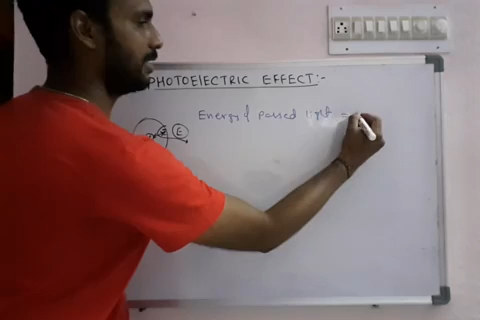 PHOTOELECTRIC EFFECT:-
Energy of passed light =
E